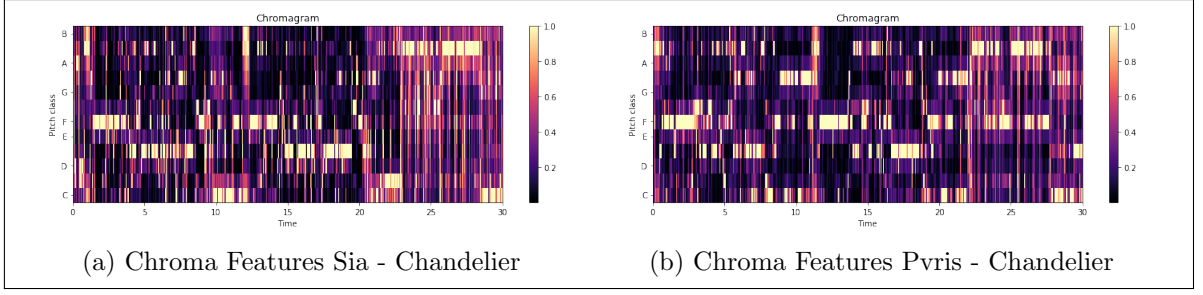 Chromagram
Pitch class
B
A
G
F
E
D
C
0
5
10
15
20
25
30
Time
1.0
0.8
0.6
0.4
0.2
(a) Chroma Features Sia - Chandelier
Chromagram
Pitch class
B
A
G
F
E
D
C
0
5
10
15
20
25
30
Time
1.0
0.8
0.6
0.4
0.2
(b) Chroma Features Pvris - Chandelier